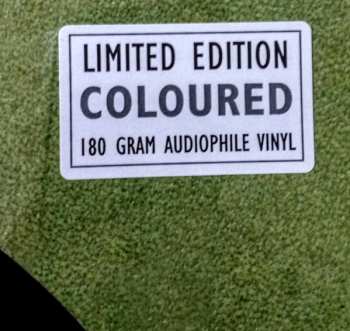 LIMITED EDITION
COLOURED
180 GRAM AUDIOPHILE VINYL